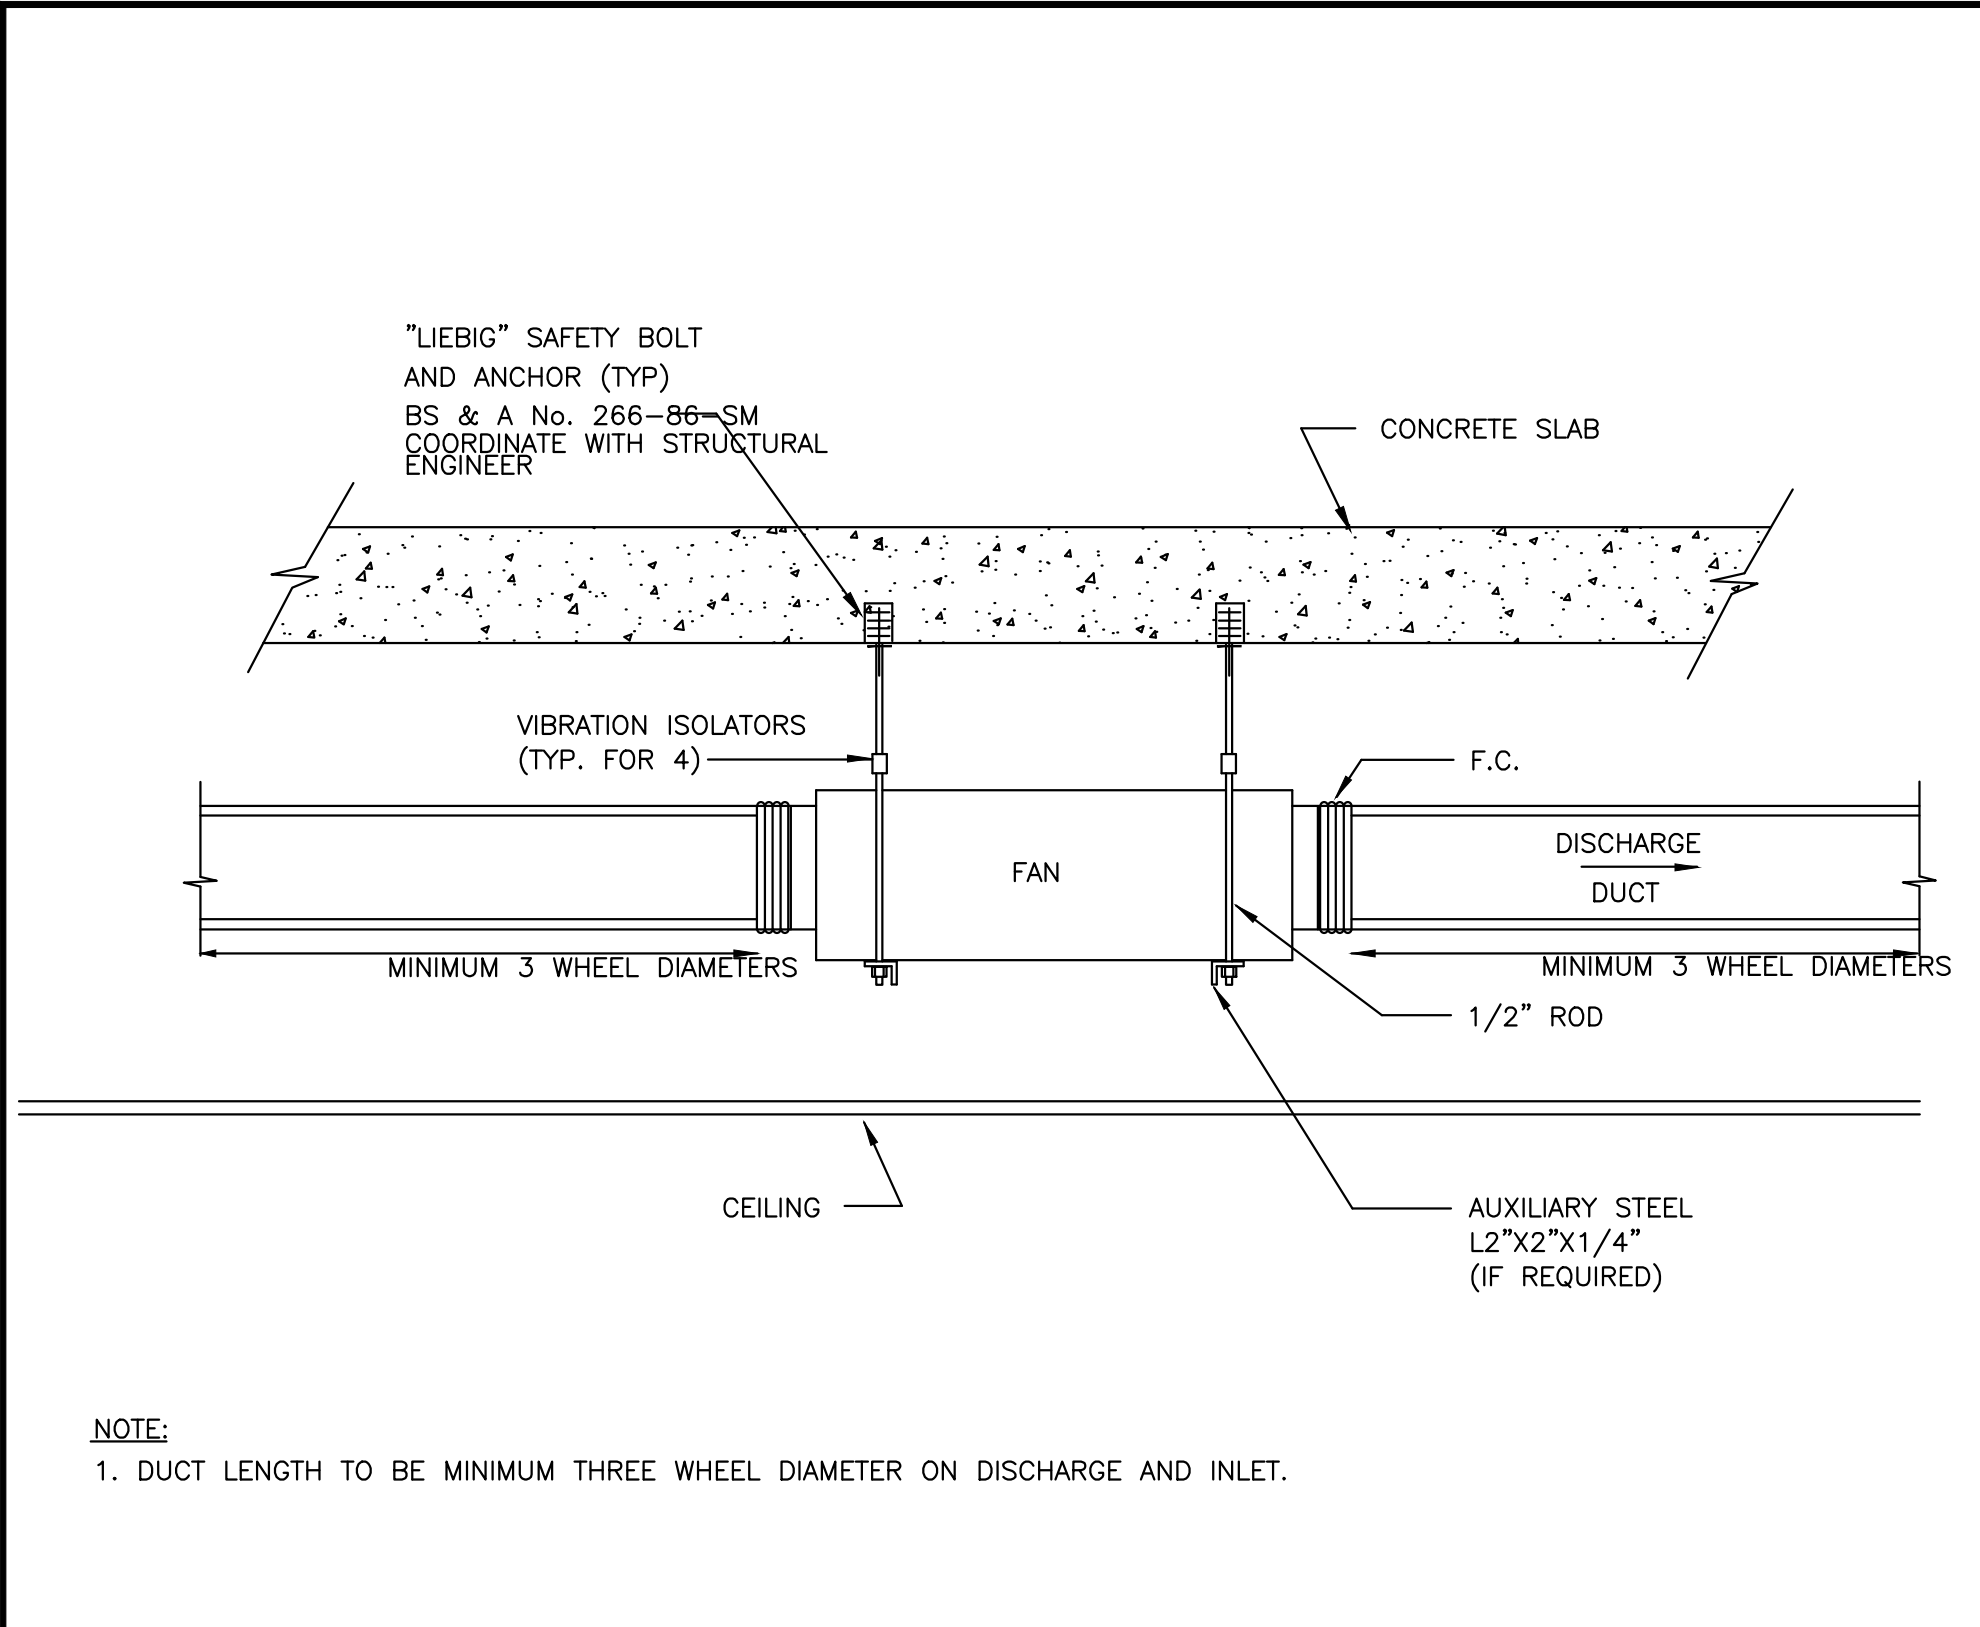 "LIEBIG" SAFETY BOLT
AND ANCHOR (TYP)
BS & A No. 266-86-SM
COORDINATE WITH STRUCTURAL
ENGINEER
CONCRETE SLAB
VIBRATION ISOLATORS
(TYP. FOR 4)
F.C.
DISCHARGE
DUCT
FAN
MINIMUM 3 WHEEL DIAMETERS
MINIMUM 3 WHEEL DIAMETERS
1/2" ROD
CEILING
AUXILIARY STEEL
L2"X2"X1/4"
(IF REQUIRED)
NOTE:
1. DUCT LENGTH TO BE MINIMUM THREE WHEEL DIAMETER ON DISCHARGE AND INLET.